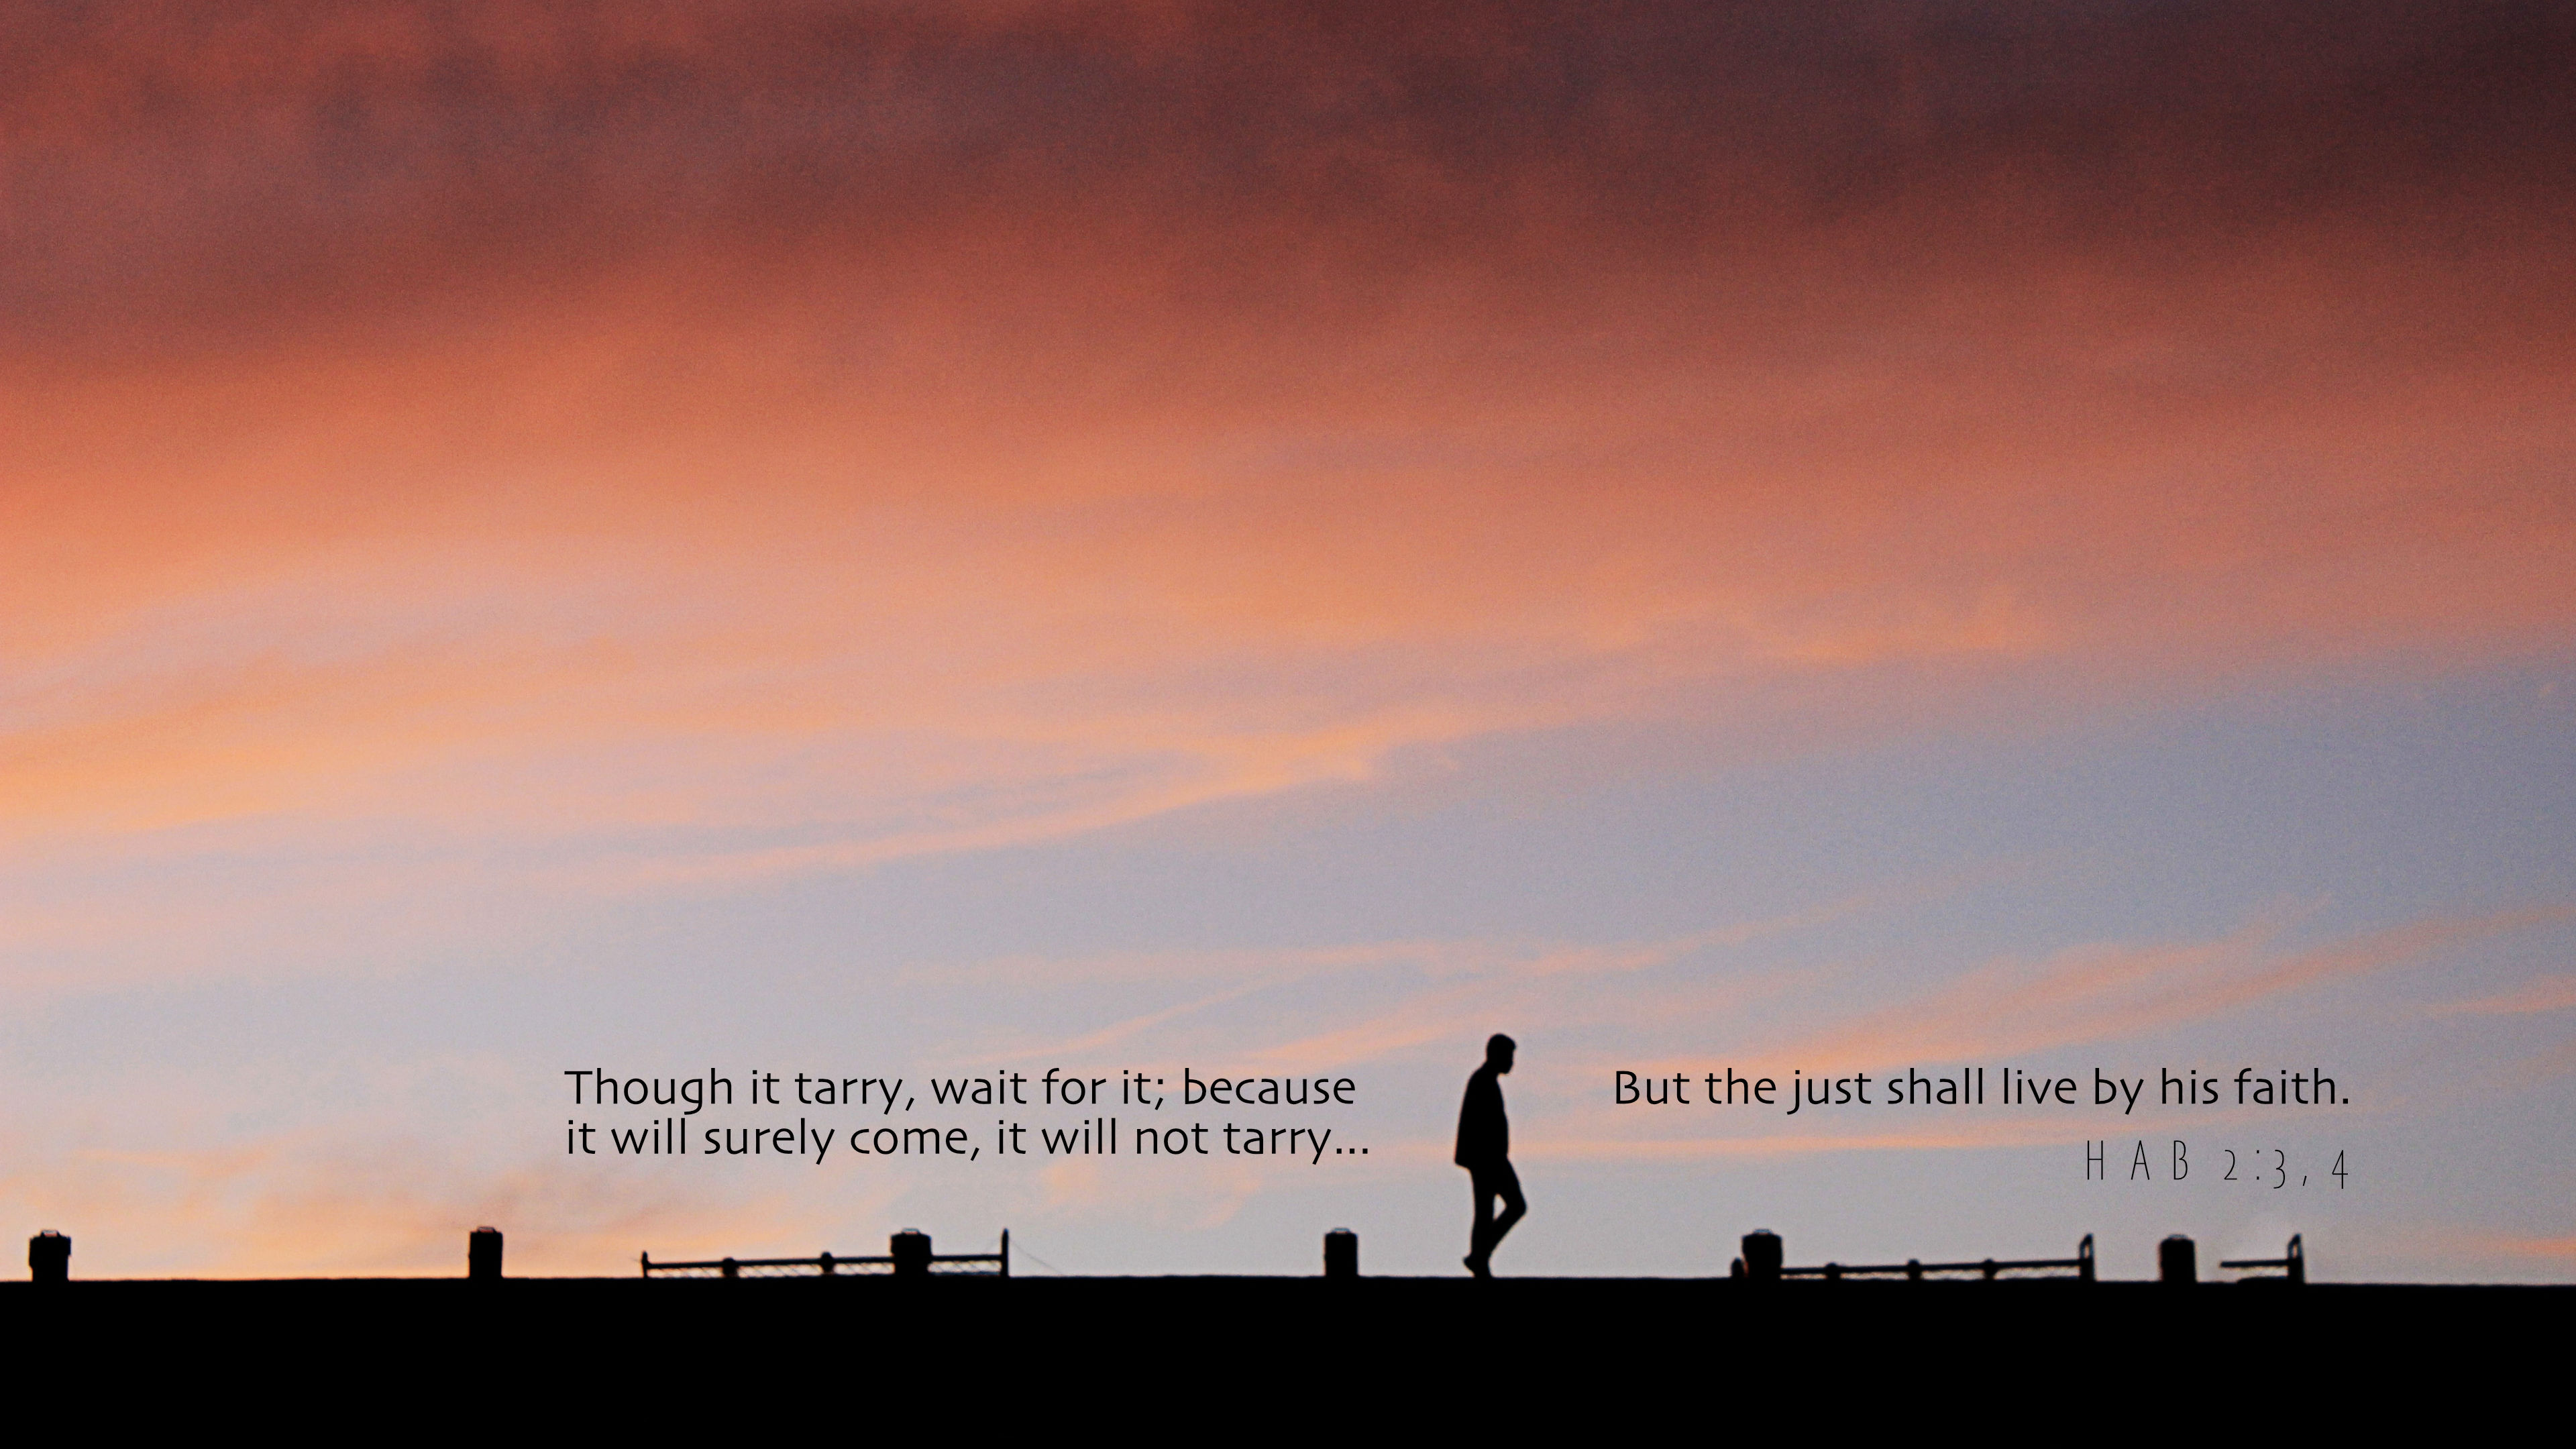 Though it tarry, wait for it; because
it will surely come, it will not tarry...
But the just shall live by his faith.
HAB 2:3, 4